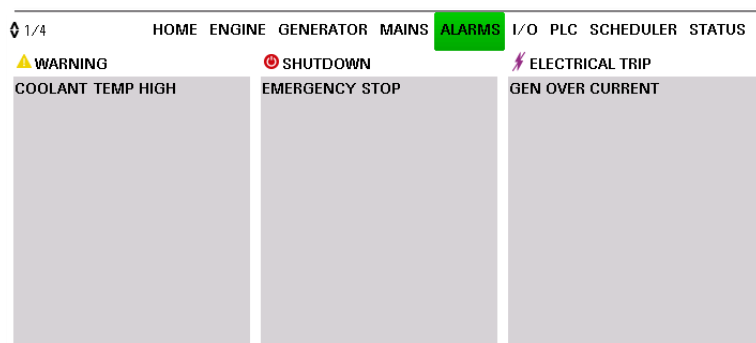 1/4 HOME ENGINE GENERATOR MAINS ALARMS I/O PLC SCHEDULER STATUS
WARNING SHUTDOWN ELECTRICAL TRIP
COOLANT TEMP HIGH EMERGENCY STOP GEN OVER CURRENT